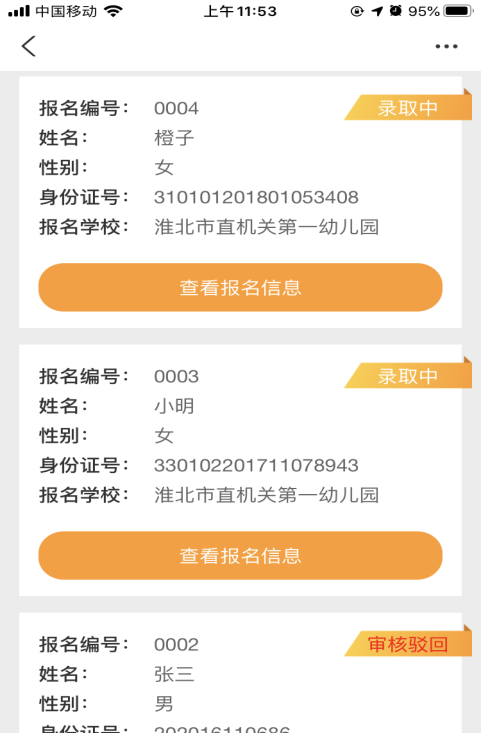 中国移动 上午11:53 95%
报名编号： 0004 录取中
姓名： 橙子
性别： 女
身份证号： 310101201801053408
报名学校： 淮北市直机关第一幼儿园
查看报名信息
报名编号： 0003 录取中
姓名： 小明
性别： 女
身份证号： 330102201711078943
报名学校： 淮北市直机关第一幼儿园
查看报名信息
报名编号： 0002 审核驳回
姓名： 张三
性别： 男
身份证号：